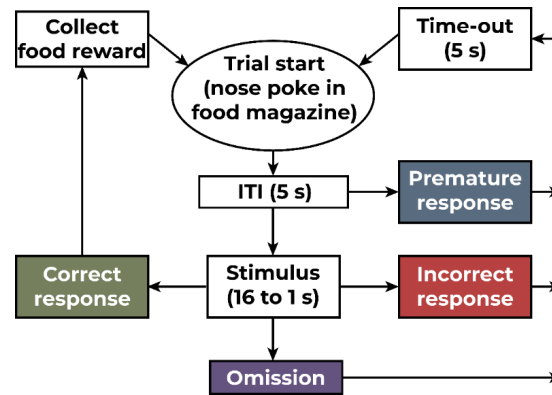 Collect
food reward
Time-out
(5 s)
Trial start
(nose poke in
food magazine)
ITI (5 s)
Premature
response
Correct
response
Stimulus
(16 to 1 s)
Incorrect
response
Omission